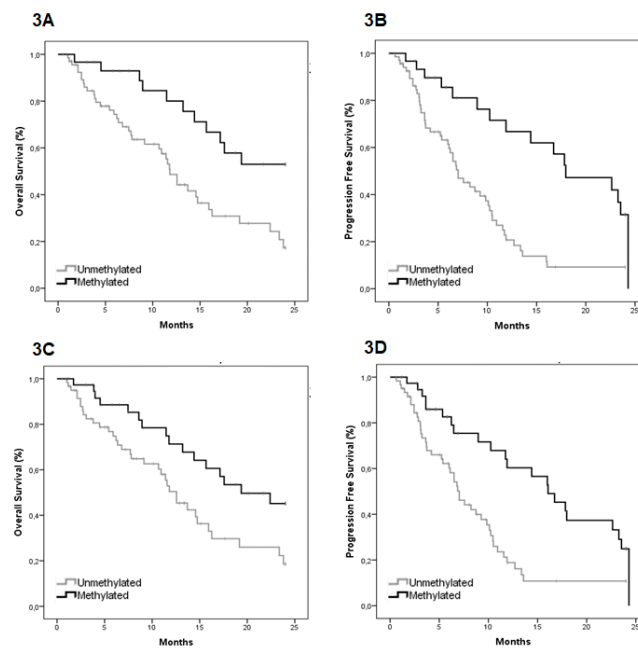 3A
Overall Survival (%)
1,0
0,8
0,6
0,4
0,2
0,0
Unmethylated
Methylated
0 5 10 15 20 25
Months
3B
Progression Free Survival (%)
1,0
0,8
0,6
0,4
0,2
0,0
Unmethylated
Methylated
0 5 10 15 20 25
Months
3C
Overall Survival (%)
1,0
0,8
0,6
0,4
0,2
0,0
Unmethylated
Methylated
0 5 10 15 20 25
Months
3D
Progression Free Survival (%)
1,0
0,8
0,6
0,4
0,2
0,0
Unmethylated
Methylated
0 5 10 15 20 25
Months